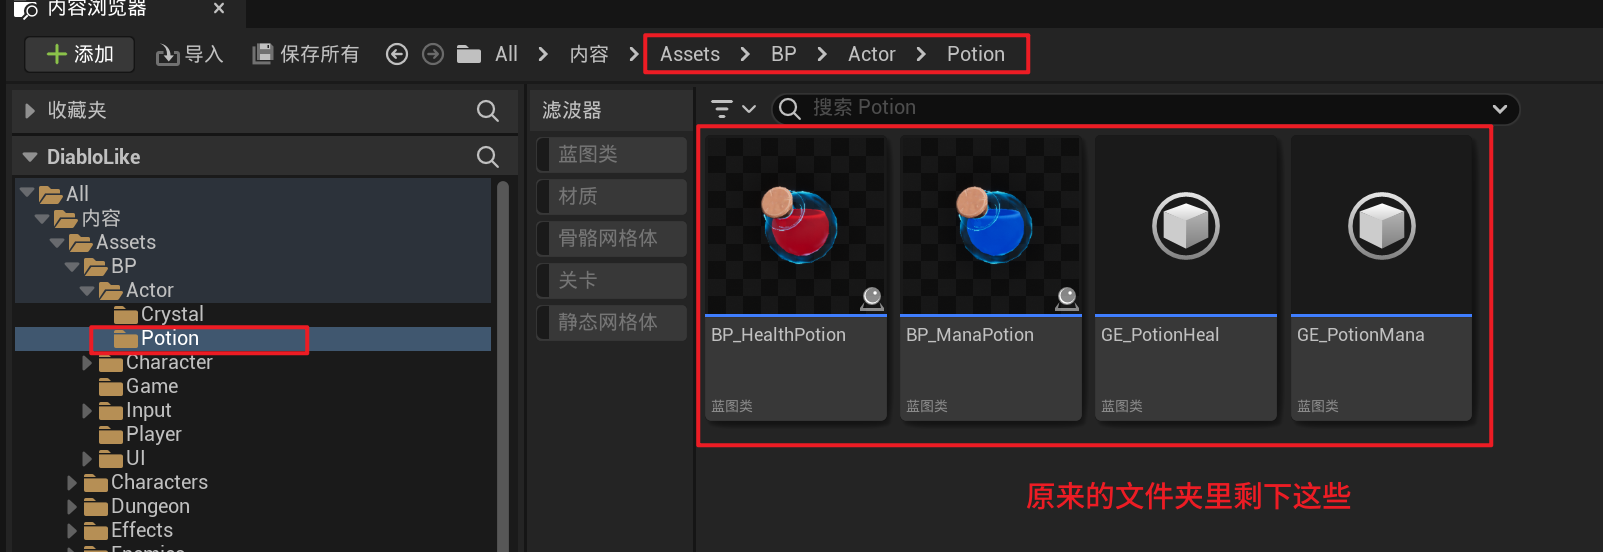 内容浏览器
添加 导入 保存所有 All 内容 Assets BP Actor Potion
收藏夹
DiabloLike
All
内容
Assets
BP
Actor
Crystal
Potion
Character
Game
Input
Player
UI
Characters
Dungeon
Effects
Enemies
滤波器
蓝图类
材质
骨骼网格体
关卡
静态网格体
搜索 Potion
BP_HealthPotion
蓝图类
BP_ManaPotion
蓝图类
GE_PotionHeal
蓝图类
GE_PotionMana
蓝图类
原来的文件夹里剩下这些